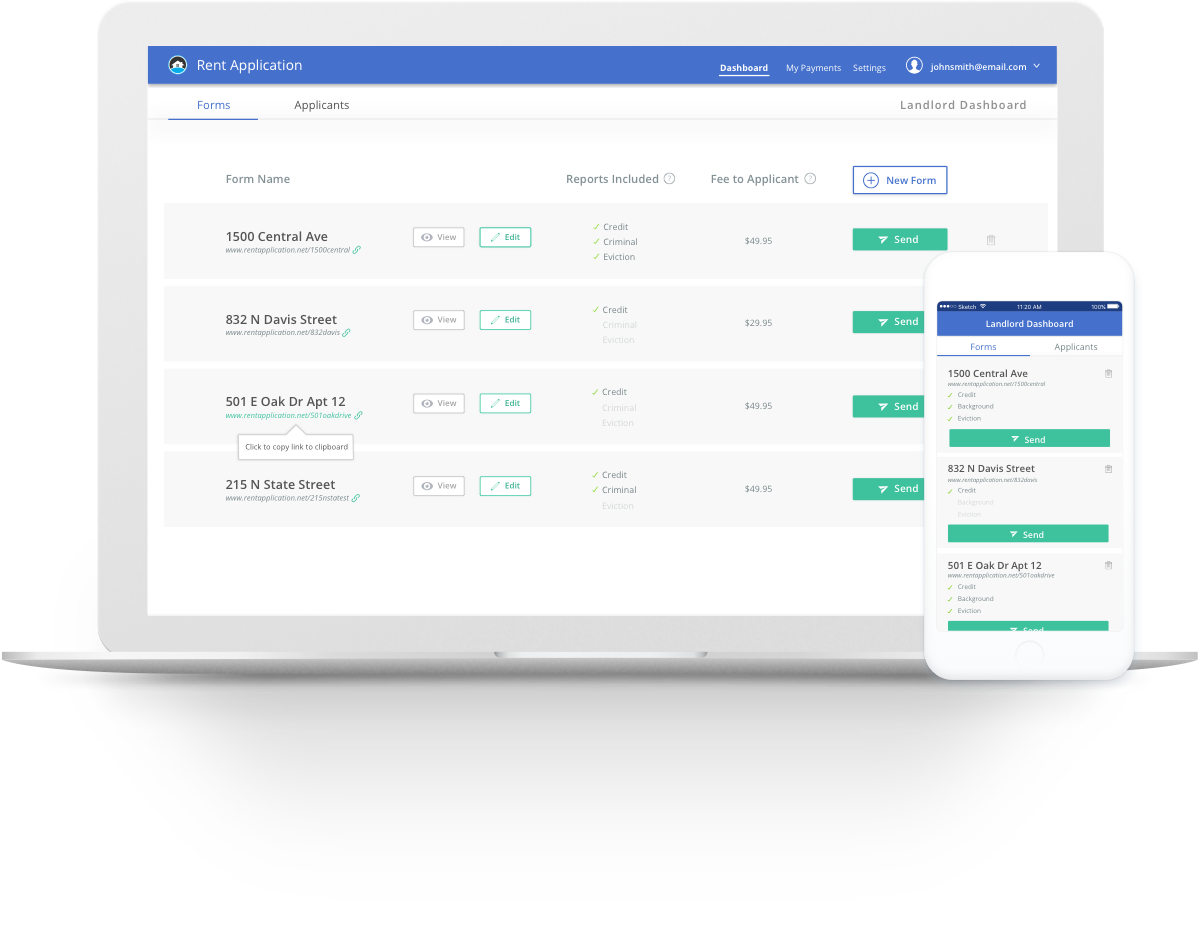 Rent Application
Dashboard My Payments Settings johnsmith@email.com
Forms Applicants Landlord Dashboard
Form Name Reports Included ? Fee to Applicant ? New Form
1500 Central Ave
www.rentapplication.net/1500central
View Edit
Credit
Criminal
Eviction
$49.95
Send
832 N Davis Street
www.rentapplication.net/832davis
View Edit
Credit
Criminal
Eviction
$29.95
Send
501 E Oak Dr Apt 12
www.rentapplication.net/501oakdrive
Click to copy link to clipboard
View Edit
Credit
Criminal
Eviction
$49.95
Send
215 N State Street
www.rentapplication.net/215nstatest
View Edit
Credit
Criminal
Eviction
$49.95
Send
Sketch 11:20 AM 100%
Landlord Dashboard
Forms Applicants
1500 Central Ave
www.rentapplication.net/1500central
Credit
Background
Eviction
Send
832 N Davis Street
www.rentapplication.net/832davis
Credit
Background
Eviction
Send
501 E Oak Dr Apt 12
www.rentapplication.net/501oakdrive
Credit
Background
Eviction
Send